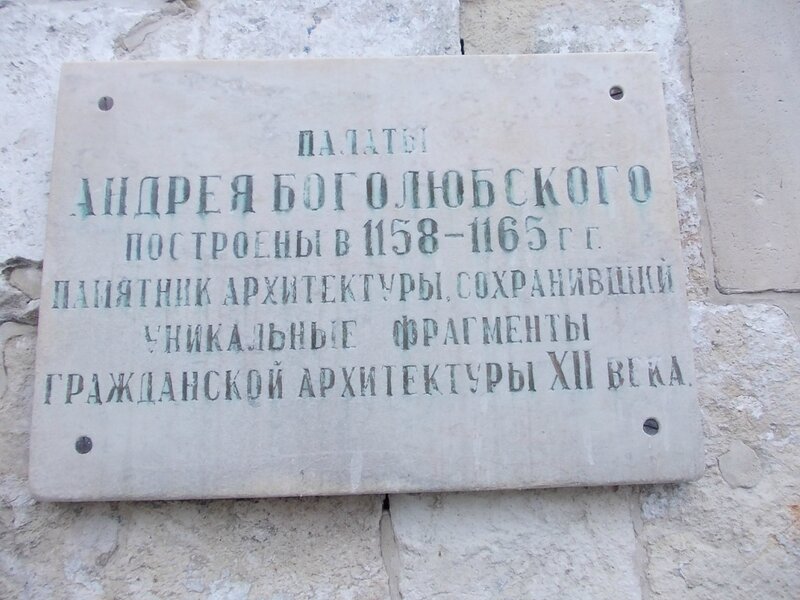 ПАЛАТЫ
АНДРЕЯ БОГОЛЮБСКОГО
ПОСТРОЕНЫ В 1158-1165 Г Г.
ПАМЯТНИК АРХИТЕКТУРЫ, СОХРАНИВШИЙ
УНИКАЛЬНЫЕ ФРАГМЕНТЫ
ГРАЖДАНСКОЙ АРХИТЕКТУРЫ XII ВЕКА.